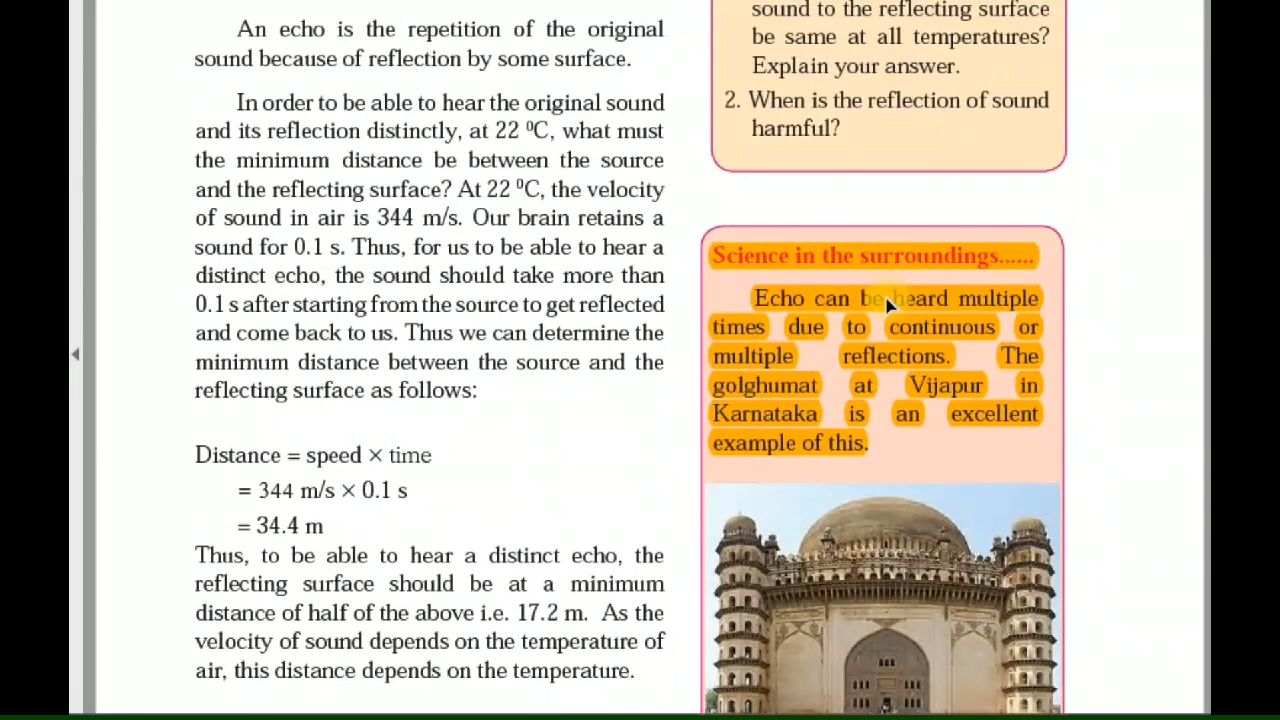 An echo is the repetition of the original
sound because of reflection by some surface.
In order to be able to hear the original sound
and its reflection distinctly, at 22 ⁰C, what must
the minimum distance be between the source
and the reflecting surface? At 22 ⁰C, the velocity
of sound in air is 344 m/s. Our brain retains a
sound for 0.1 s. Thus, for us to be able to hear a
distinct echo, the sound should take more than
0.1 s after starting from the source to get reflected
and come back to us. Thus we can determine the
minimum distance between the source and the
reflecting surface as follows:
Distance = speed × time
= 344 m/s × 0.1 s
= 34.4 m
Thus, to be able to hear a distinct echo, the
reflecting surface should be at a minimum
distance of half of the above i.e. 17.2 m. As the
velocity of sound depends on the temperature of
air, this distance depends on the temperature.
sound to the reflecting surface
be same at all temperatures?
Explain your answer.
2. When is the reflection of sound
harmful?
Science in the surroundings......
Echo can be heard multiple
times due to continuous or
multiple reflections. The
golghumat at Vijapur in
Karnataka is an excellent
example of this.